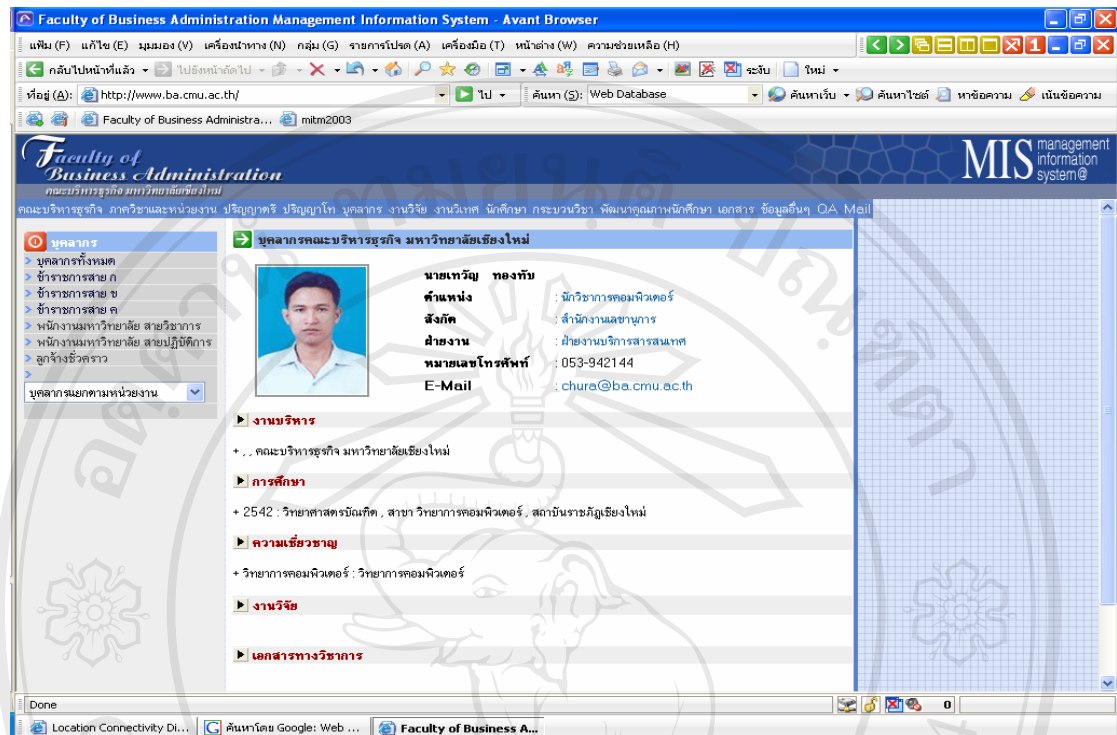 Faculty of Business Administration Management Information System - Avant Browser
แฟ้ม (F) แก้ไข (E) มุมมอง (V) เครื่องนำทาง (N) กลุ่ม (G) รายการโปรด (A) เครื่องมือ (T) หน้าต่าง (W) ความช่วยเหลือ (H)
กลับไปหน้าที่แล้ว ไปยังหน้าถัดไป ระงับ ใหม่
ที่อยู่ (A): http://www.ba.cmu.ac.th/ ไป ค้นหา (S): Web Database ค้นหาเว็บ ค้นหาไซต์ หาข้อความ เน้นข้อความ
Faculty of Business Administra... mitm2003
Faculty of
Business Administration
คณะบริหารธุรกิจ มหาวิทยาลัยเชียงใหม่
MIS management information system@
คณะบริหารธุรกิจ ภาควิชาและหน่วยงาน ปริญญาตรี ปริญญาโท บุคลากร งานวิจัย งานวิเทศ นักศึกษา กระบวนวิชา พัฒนาคุณภาพนักศึกษา เอกสาร ข้อมูลอื่นๆ QA Mail
บุคลากร
บุคลากรทั้งหมด
ข้าราชการสาย ก
ข้าราชการสาย ข
ข้าราชการสาย ค
พนักงานมหาวิทยาลัย สายวิชาการ
พนักงานมหาวิทยาลัย สายปฏิบัติการ
ลูกจ้างชั่วคราว
บุคลากรแยกตามหน่วยงาน
บุคลากรคณะบริหารธุรกิจ มหาวิทยาลัยเชียงใหม่
นายเทวัญ ทองทับ
ตำแหน่ง : นักวิชาการคอมพิวเตอร์
สังกัด : สำนักงานเลขานุการ
ฝ่ายงาน : ฝ่ายงานบริการสารสนเทศ
หมายเลขโทรศัพท์ : 053-942144
E-Mail : chura@ba.cmu.ac.th
งานบริหาร
+ , , คณะบริหารธุรกิจ มหาวิทยาลัยเชียงใหม่
การศึกษา
+ 2542 : วิทยาศาสตรบัณฑิต , สาขา วิทยาการคอมพิวเตอร์ , สถาบันราชภัฏเชียงใหม่
ความเชี่ยวชาญ
+ วิทยาการคอมพิวเตอร์ : วิทยาการคอมพิวเตอร์
งานวิจัย
เอกสารทางวิชาการ
Done
0
Location Connectivity Di... ค้นหาโดย Google: Web ... Faculty of Business A...